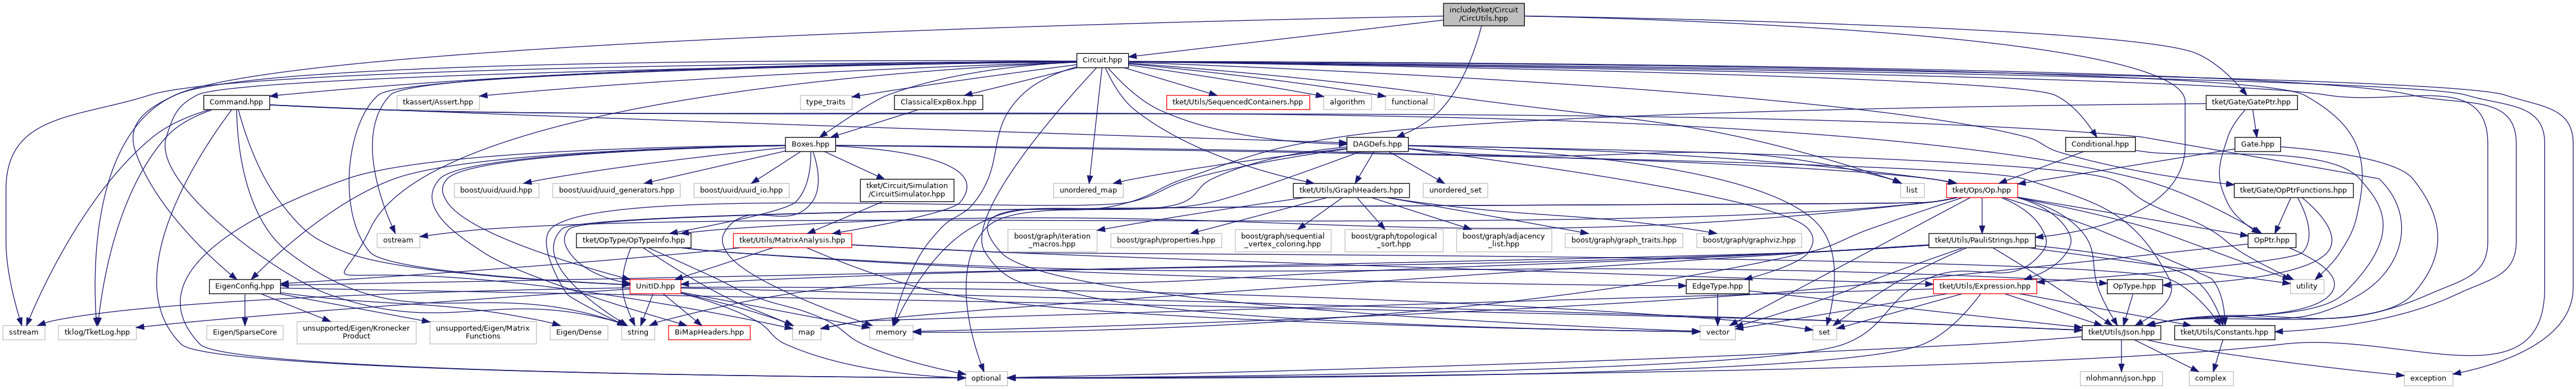 include/tket/Circuit
/CircUtils.hpp
Circuit.hpp
Command.hpp
tkassert/Assert.hpp
type_traits
ClassicalExpBox.hpp
tket/Utils/SequencedContainers.hpp
algorithm
functional
tket/Gate/GatePtr.hpp
Boxes.hpp
DAGDefs.hpp
Conditional.hpp
Gate.hpp
boost/uuid/uuid.hpp
boost/uuid/uuid_generators.hpp
boost/uuid/uuid_io.hpp
tket/Circuit/Simulation
/CircuitSimulator.hpp
unordered_map
tket/Utils/GraphHeaders.hpp
unordered_set
list
tket/Ops/Op.hpp
tket/Gate/OpPtrFunctions.hpp
ostream
tket/OpType/OpTypeInfo.hpp
tket/Utils/MatrixAnalysis.hpp
boost/graph/iteration
_macros.hpp
boost/graph/properties.hpp
boost/graph/sequential
_vertex_coloring.hpp
boost/graph/topological
_sort.hpp
boost/graph/adjacency
_list.hpp
boost/graph/graph_traits.hpp
boost/graph/graphviz.hpp
tket/Utils/PauliStrings.hpp
OpPtr.hpp
EigenConfig.hpp
UnitID.hpp
EdgeType.hpp
tket/Utils/Expression.hpp
OpType.hpp
utility
sstream
tklog/TketLog.hpp
Eigen/SparseCore
unsupported/Eigen/Kronecker
Product
unsupported/Eigen/Matrix
Functions
Eigen/Dense
string
BiMapHeaders.hpp
map
memory
vector
set
tket/Utils/Json.hpp
tket/Utils/Constants.hpp
optional
nlohmann/json.hpp
complex
exception